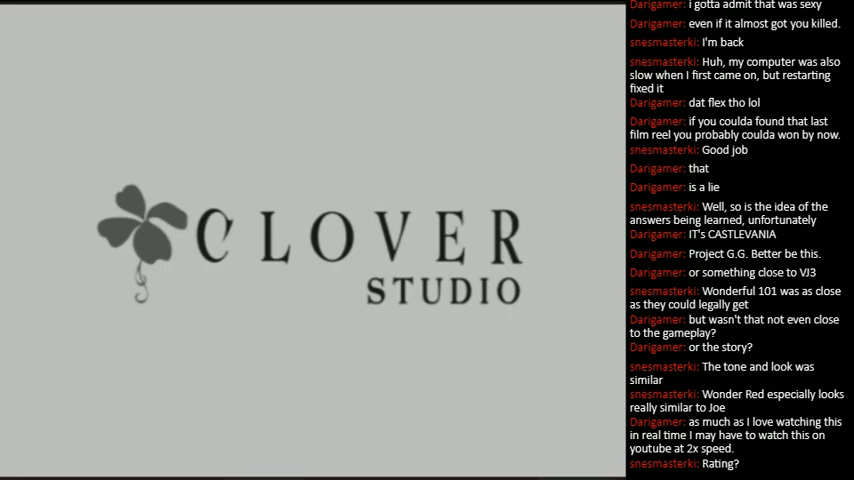 CLOVER
STUDIO
Darigamer: i gotta admit that was sexy
Darigamer: even if it almost got you killed.
snesmasterki: I'm back
snesmasterki: Huh, my computer was also
slow when I first came on, but restarting
fixed it
Darigamer: dat flex tho lol
Darigamer: if you coulda found that last
film reel you probably coulda won by now.
snesmasterki: Good job
Darigamer: that
Darigamer: is a lie
snesmasterki: Well, so is the idea of the
answers being learned, unfortunately
Darigamer: IT's CASTLEVANIA
Darigamer: Project G.G. Better be this.
Darigamer: or something close to VJ3
snesmasterki: Wonderful 101 was as close
as they could legally get
Darigamer: but wasn't that not even close
to the gameplay?
Darigamer: or the story?
snesmasterki: The tone and look was
similar
snesmasterki: Wonder Red especially looks
really similar to Joe
Darigamer: as much as I love watching this
in real time I may have to watch this on
youtube at 2x speed.
snesmasterki: Rating?